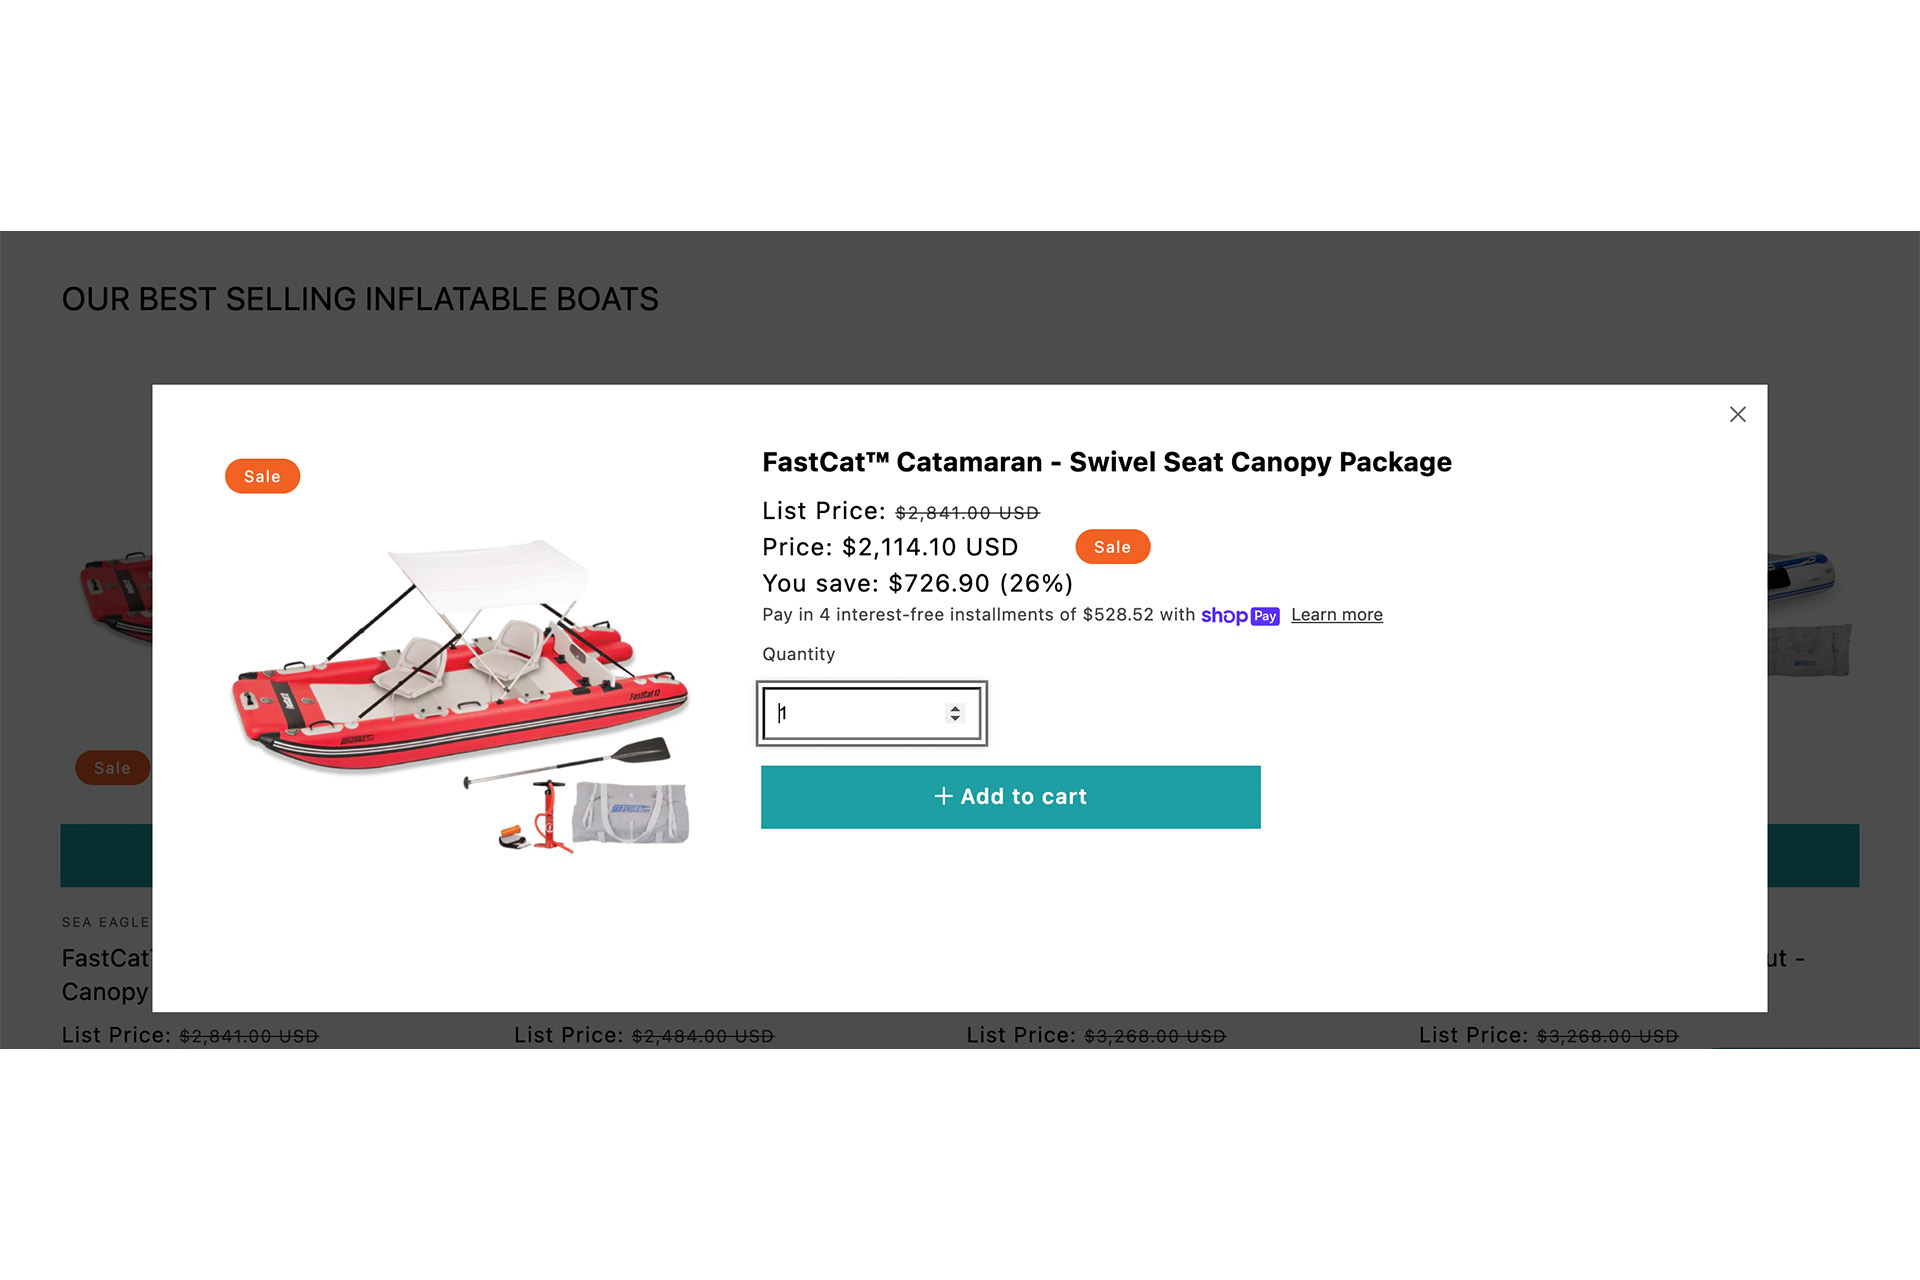 OUR BEST SELLING INFLATABLE BOATS
Sale
FastCat™ Catamaran - Swivel Seat Canopy Package
List Price: $2,841.00 USD
Price: $2,114.10 USD Sale
You save: $726.90 (26%)
Pay in 4 interest-free installments of $528.52 with shop Pay Learn more
Quantity
1
+ Add to cart
FastCat 12
SEA EAGLE
Sale
SEA EAGLE
FastCat
ut -
Canopy
List Price: $2,841.00 USD
List Price: $2,484.00 USD
List Price: $3,268.00 USD
List Price: $3,268.00 USD